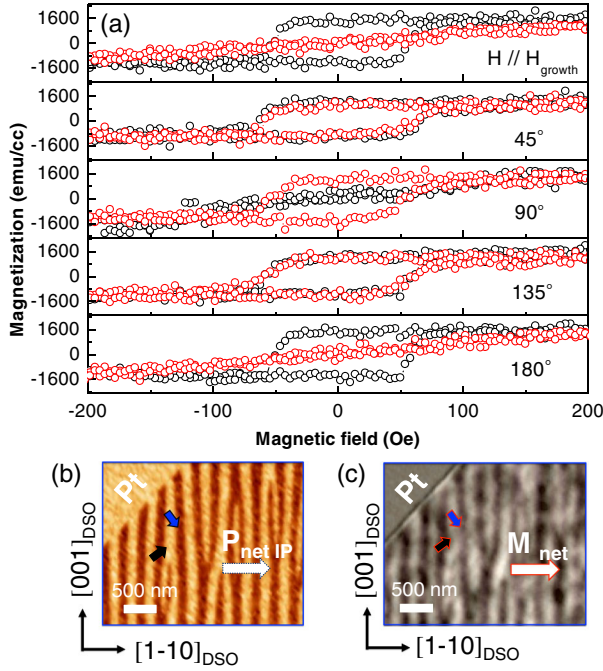 (a)
Magnetization (emu/cc)
1600
0
-1600
H // H_growth
1600
0
-1600
45°
1600
0
-1600
90°
1600
0
-1600
135°
1600
0
-1600
180°
-200 -100 0 100 200
Magnetic field (Oe)
(b)
Pt
P_net IP
500 nm
[001]_DSO
[1-10]_DSO
(c)
Pt
M_net
500 nm
[001]_DSO
[1-10]_DSO